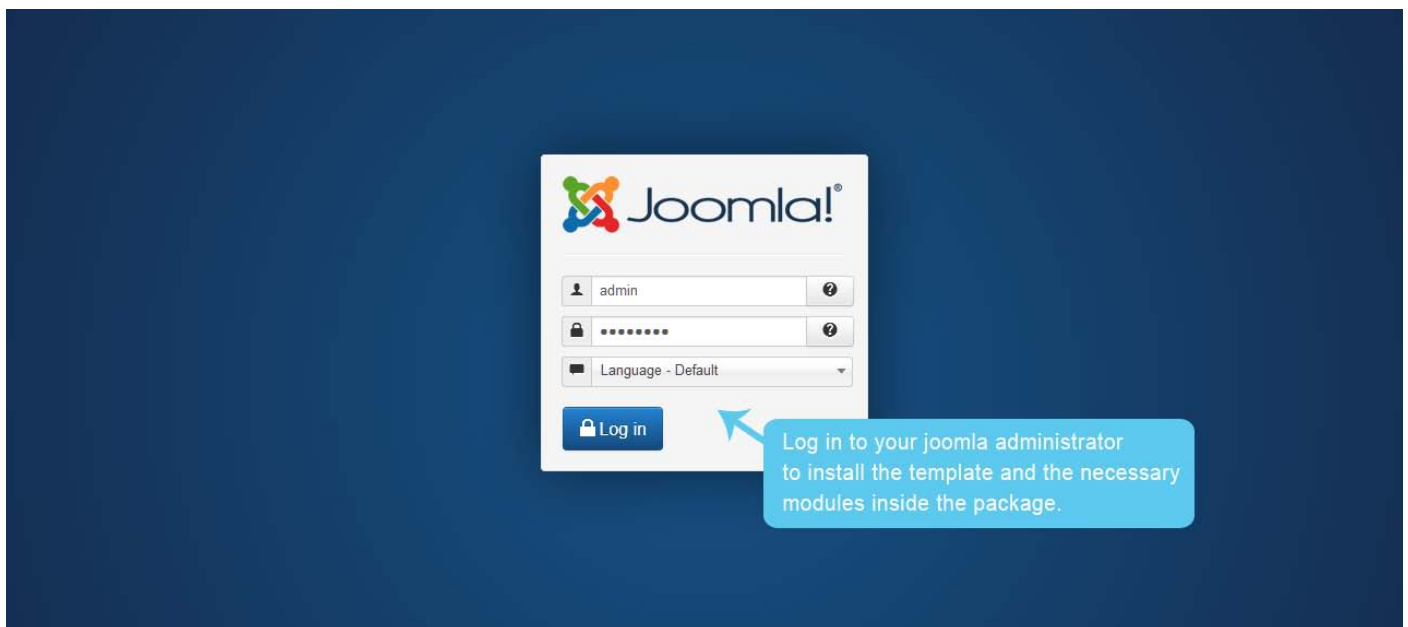 Joomla!®
admin
Language - Default
Log in
Log in to your joomla administrator
to install the template and the necessary
modules inside the package.